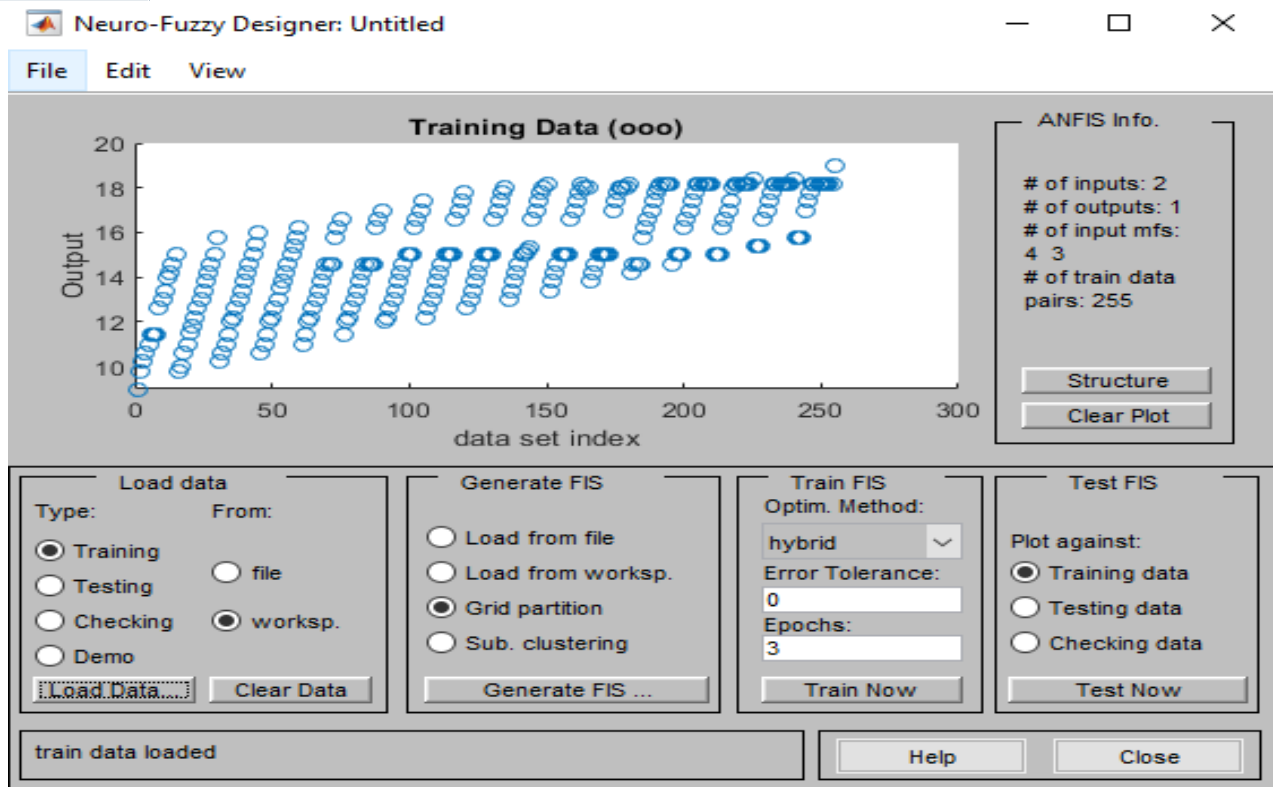 Neuro-Fuzzy Designer: Untitled
File Edit View
Training Data (ooo)
20
18
16
14
12
10
Output
0 50 100 150 200 250 300
data set index
ANFIS Info.
# of inputs: 2
# of outputs: 1
# of input mfs:
4 3
# of train data
pairs: 255
Structure
Clear Plot
Load data
Type: From:
Training
Testing
Checking
Demo
file
worksp.
Load Data... Clear Data
Generate FIS
Load from file
Load from worksp.
Grid partition
Sub. clustering
Generate FIS ...
Train FIS
Optim. Method:
hybrid
Error Tolerance:
0
Epochs:
3
Train Now
Test FIS
Plot against:
Training data
Testing data
Checking data
Test Now
train data loaded
Help Close